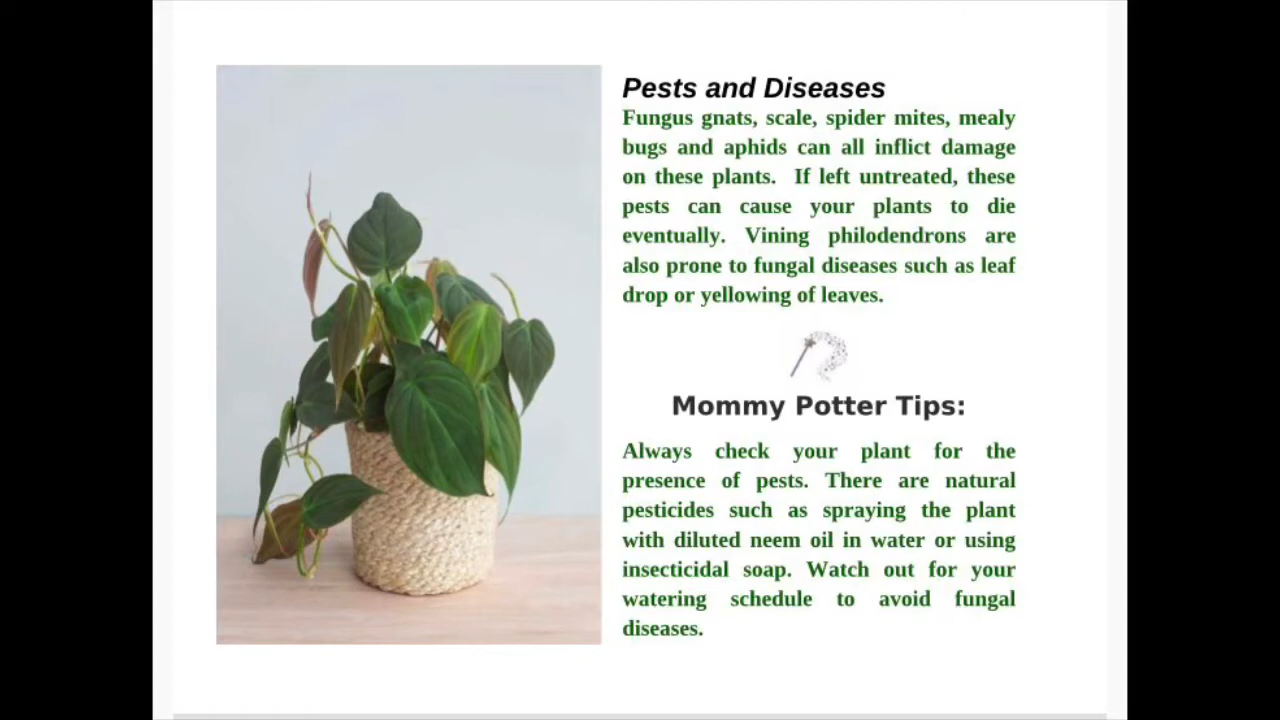 Pests and Diseases
Fungus gnats, scale, spider mites, mealy
bugs and aphids can all inflict damage
on these plants. If left untreated, these
pests can cause your plants to die
eventually. Vining philodendrons are
also prone to fungal diseases such as leaf
drop or yellowing of leaves.
Mommy Potter Tips:
Always check your plant for the
presence of pests. There are natural
pesticides such as spraying the plant
with diluted neem oil in water or using
insecticidal soap. Watch out for your
watering schedule to avoid fungal
diseases.